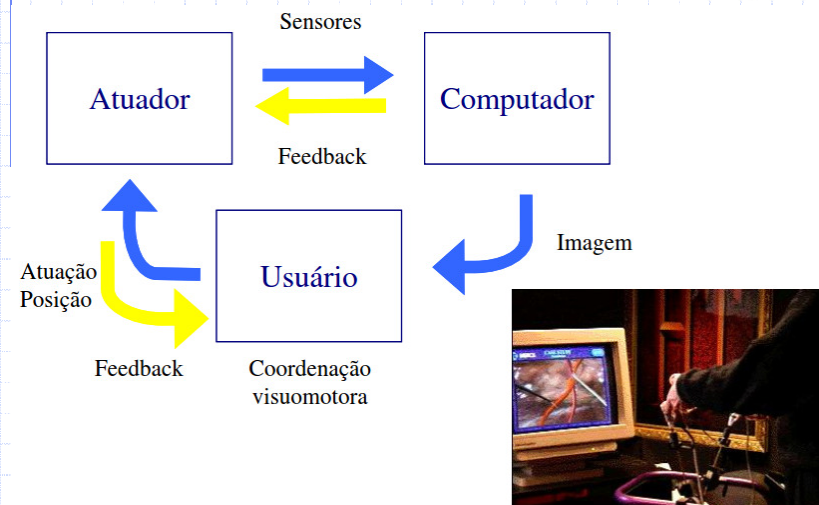 Sensores
Atuador
Computador
Feedback
Imagem
Usuário
Atuação
Posição
Feedback
Coordenação
visuomotora